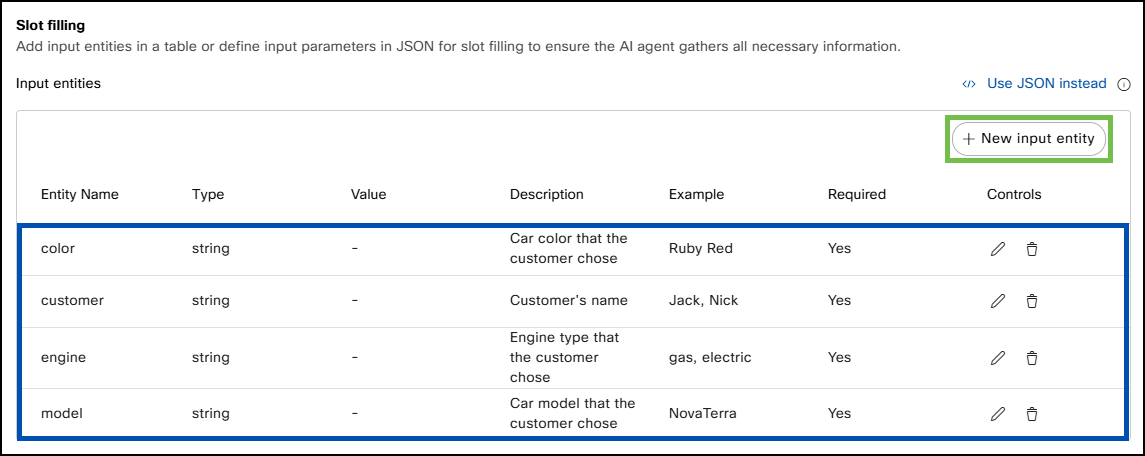 Slot filling
Add input entities in a table or define input parameters in JSON for slot filling to ensure the AI agent gathers all necessary information.
Input entities
</> Use JSON instead
+ New input entity
Entity Name Type Value Description Example Required Controls
color string - Car color that the customer chose Ruby Red Yes
customer string - Customer's name Jack, Nick Yes
engine string - Engine type that the customer chose gas, electric Yes
model string - Car model that the customer chose NovaTerra Yes